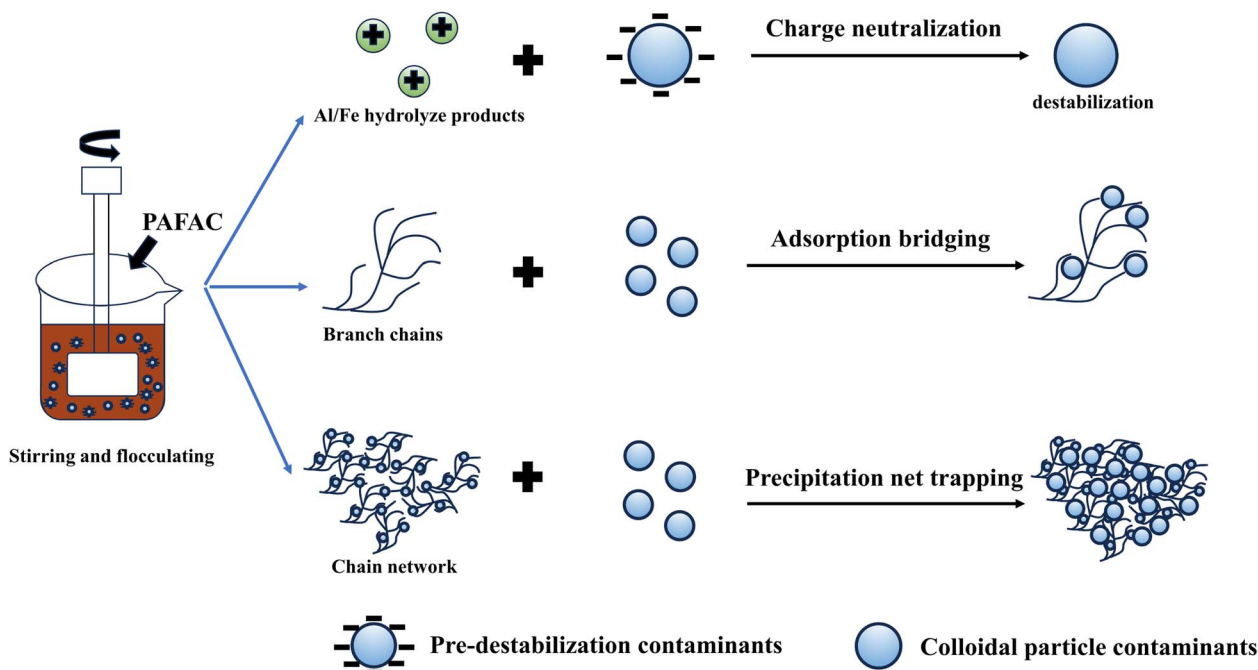 Charge neutralization
destabilization
Al/Fe hydrolyze products
PAFAC
Adsorption bridging
Branch chains
Stirring and flocculating
Precipitation net trapping
Chain network
Pre-destabilization contaminants
Colloidal particle contaminants